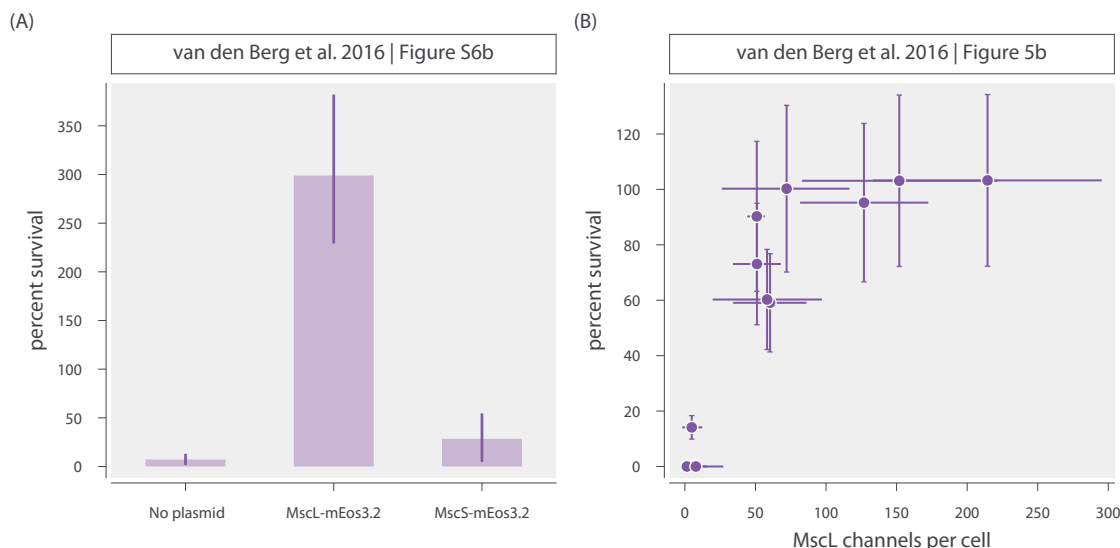 (A)
van den Berg et al. 2016 | Figure S6b
percent survival
350
300
250
200
150
100
50
0
No plasmid
MscL-mEos3.2
MscS-mEos3.2
(B)
van den Berg et al. 2016 | Figure 5b
percent survival
120
100
80
60
40
20
0
0 50 100 150 200 250 300
MscL channels per cell